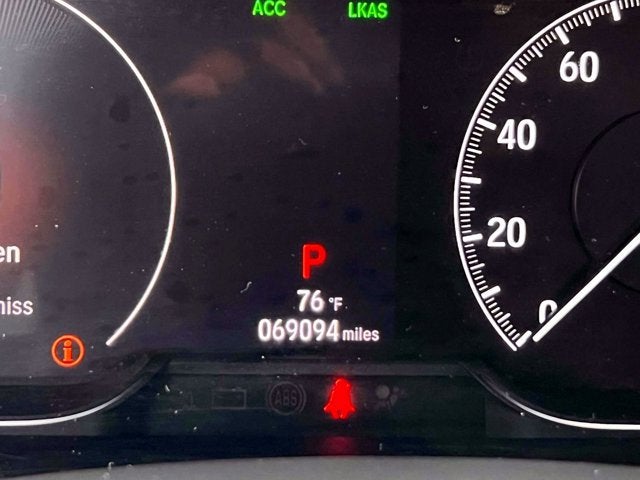 ACC LKAS
60
40
20
0
en
niss
P
76 °F
069094 miles
i
ABS